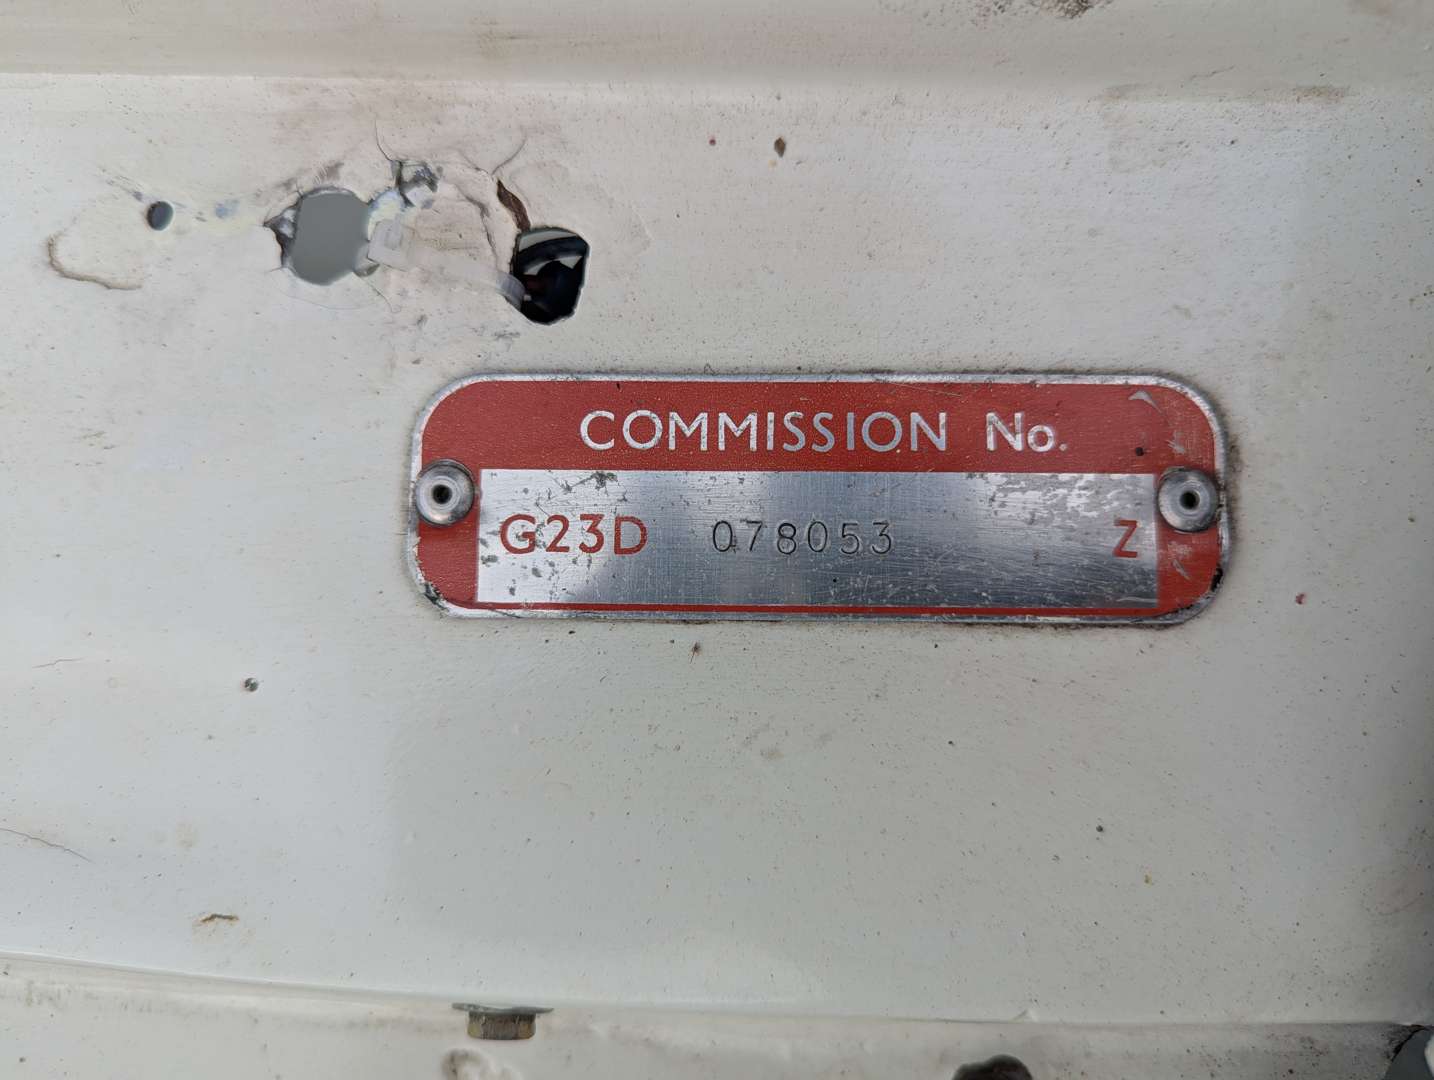 COMMISSION No.
G23D 078053 Z